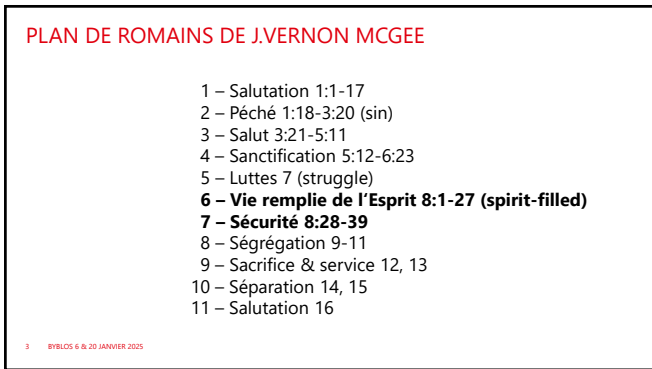 PLAN DE ROMAINS DE J.VERNON MCGEE
1 – Salutation 1:1-17
2 – Péché 1:18-3:20 (sin)
3 – Salut 3:21-5:11
4 – Sanctification 5:12-6:23
5 – Luttes 7 (struggle)
6 – Vie remplie de l’Esprit 8:1-27 (spirit-filled)
7 – Sécurité 8:28-39
8 – Ségrégation 9-11
9 – Sacrifice & service 12, 13
10 – Séparation 14, 15
11 – Salutation 16
3 BYBLOS 6 & 20 JANVIER 2025